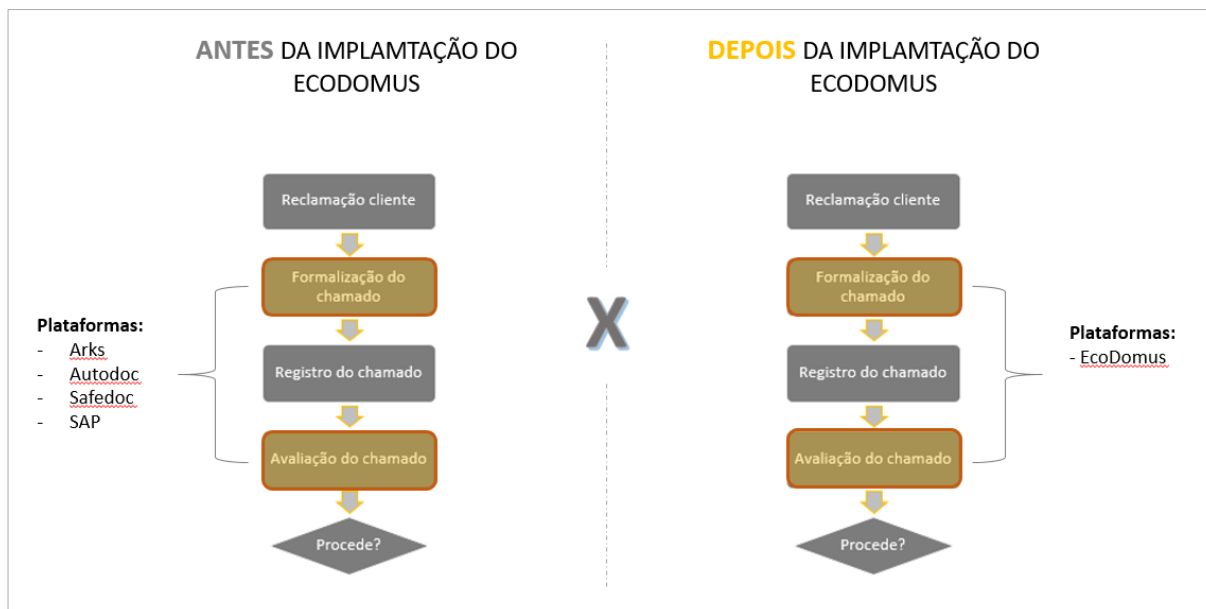 ANTES DA IMPLAMTAÇÃO DO
ECODOMUS
Reclamação cliente
Formalização do
chamado
Registro do chamado
Avaliação do chamado
Procede?
Plataformas:
- Arks
- Autodoc
- Safedoc
- SAP
X
DEPOIS DA IMPLAMTAÇÃO DO
ECODOMUS
Reclamação cliente
Formalização do
chamado
Registro do chamado
Avaliação do chamado
Procede?
Plataformas:
- EcoDomus